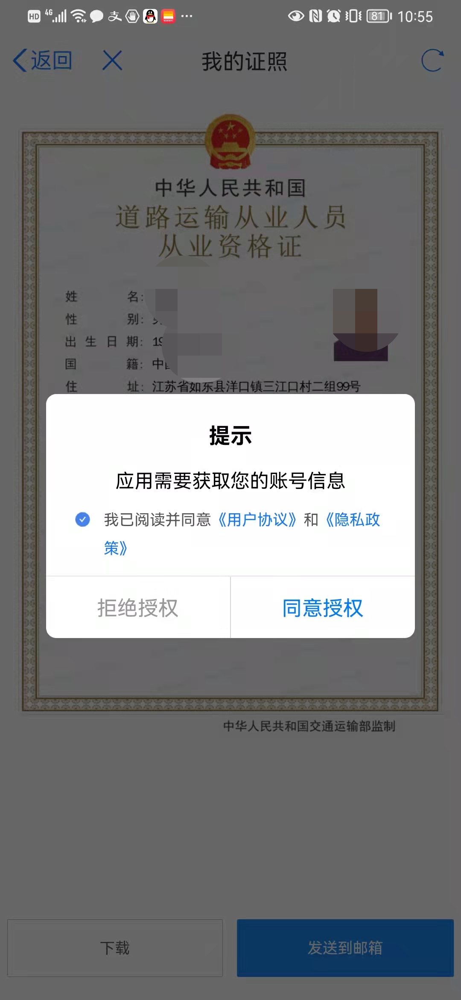 HD 4G 支 81 10:55
返回 我的证照
中华人民共和国
道路运输从业人员
从业资格证
姓 名:
性 别:
出生日期: 19
国 籍: 中
住 址: 江苏省如东县洋口镇三江口村二组99号
提示
应用需要获取您的账号信息
我已阅读并同意《用户协议》和《隐私政
策》
拒绝授权 同意授权
中华人民共和国交通运输部监制
下载 发送到邮箱